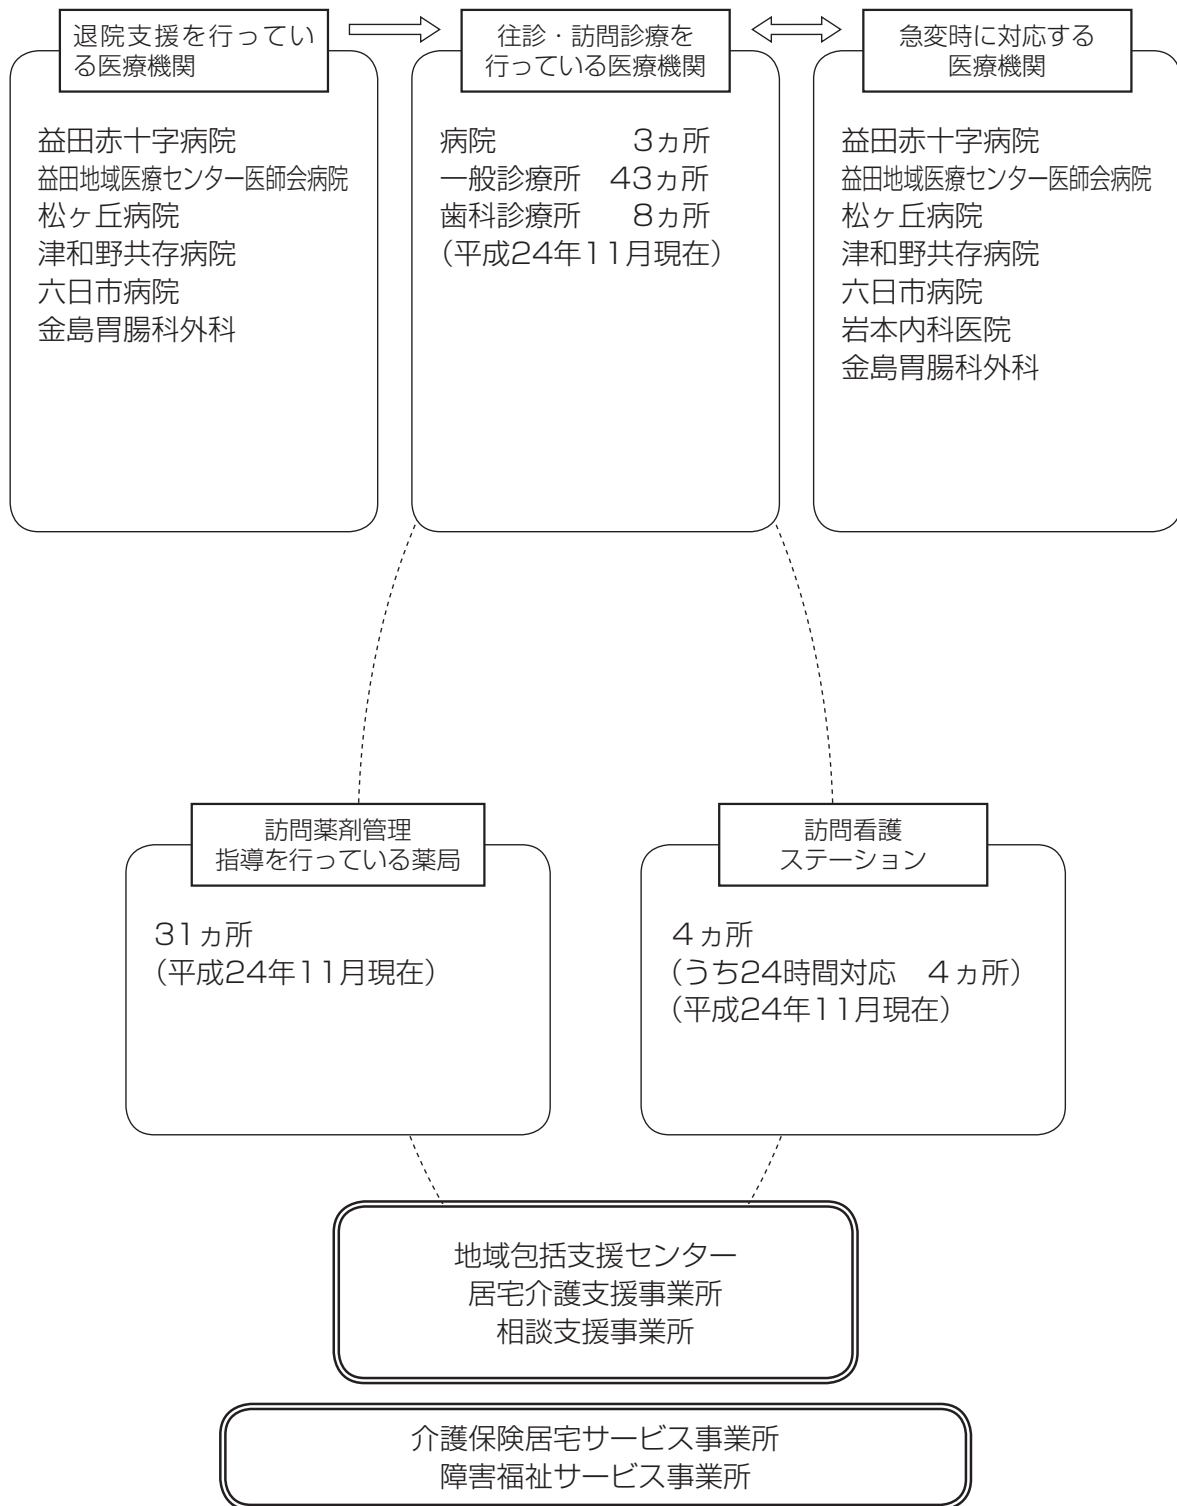 退院支援を行ってい
る医療機関
益田赤十字病院
益田地域医療センター医師会病院
松ヶ丘病院
津和野共存病院
六日市病院
金島胃腸科外科
往診・訪問診療を
行っている医療機関
病院　　　　3ヵ所
一般診療所　43ヵ所
歯科診療所　　8ヵ所
（平成24年11月現在）
急変時に対応する
医療機関
益田赤十字病院
益田地域医療センター医師会病院
松ヶ丘病院
津和野共存病院
六日市病院
岩本内科医院
金島胃腸科外科
訪問薬剤管理
指導を行っている薬局
31ヵ所
（平成24年11月現在）
訪問看護
ステーション
4ヵ所
（うち24時間対応　4ヵ所）
（平成24年11月現在）
地域包括支援センター
居宅介護支援事業所
相談支援事業所
介護保険居宅サービス事業所
障害福祉サービス事業所